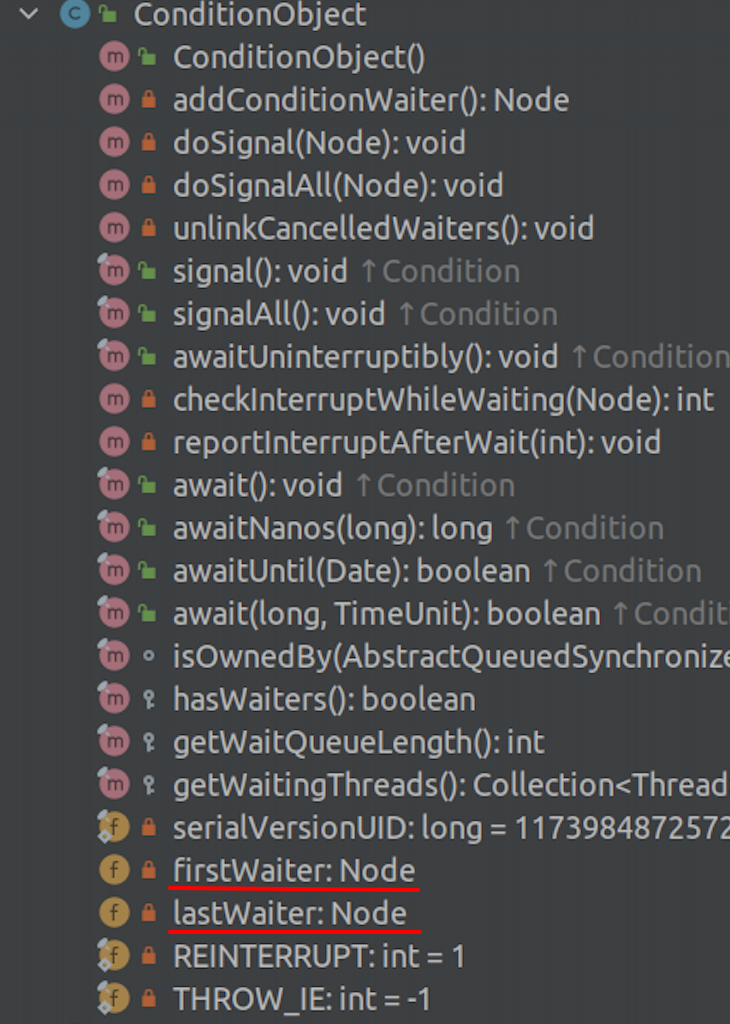 ConditionObject
ConditionObject()
addConditionWaiter(): Node
doSignal(Node): void
doSignalAll(Node): void
unlinkCancelledWaiters(): void
signal(): void ↑Condition
signalAll(): void ↑Condition
awaitUninterruptibly(): void ↑Condition
checkInterruptWhileWaiting(Node): int
reportInterruptAfterWait(int): void
await(): void ↑Condition
awaitNanos(long): long ↑Condition
awaitUntil(Date): boolean ↑Condition
await(long, TimeUnit): boolean ↑Conditi
isOwnedBy(AbstractQueuedSynchronize
hasWaiters(): boolean
getWaitQueueLength(): int
getWaitingThreads(): Collection<Thread
serialVersionUID: long = 1173984872572
firstWaiter: Node
lastWaiter: Node
REINTERRUPT: int = 1
THROW_IE: int = -1